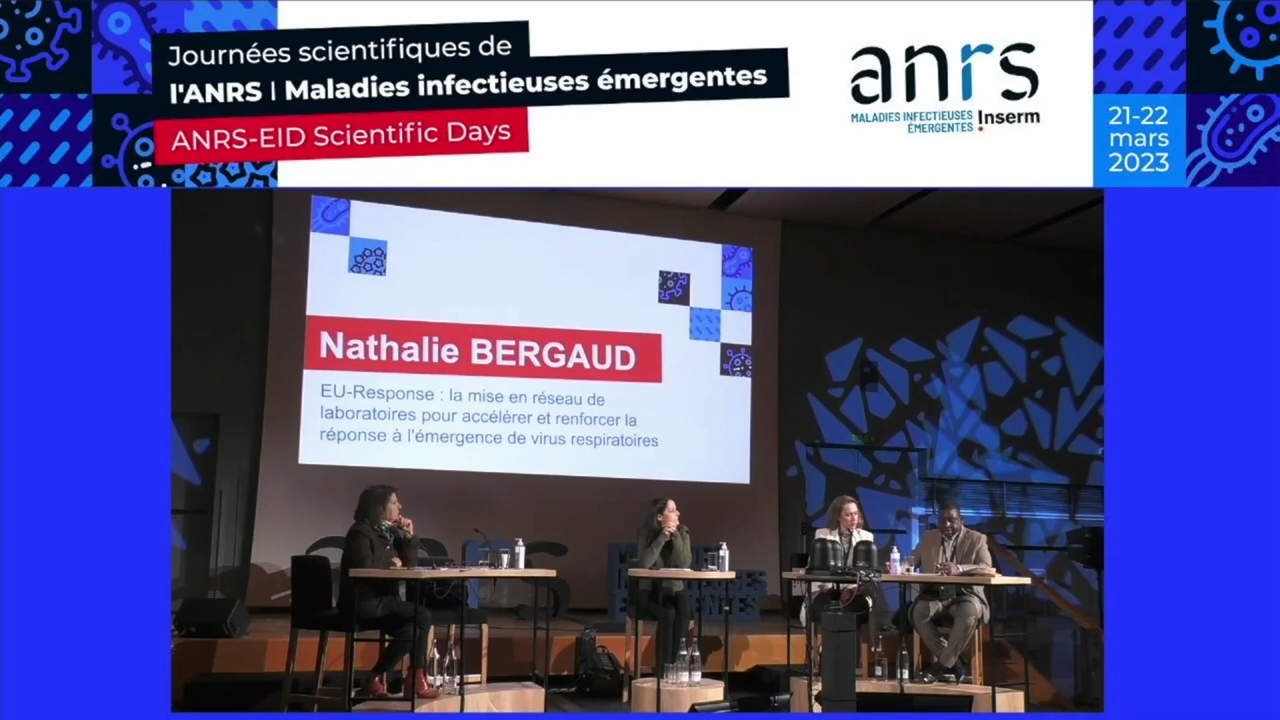 Journées scientifiques de
l'ANRS | Maladies infectieuses émergentes
ANRS-EID Scientific Days
anrs
MALADIES INFECTIEUSES
ÉMERGENTES
Inserm
21-22
mars
2023
Nathalie BERGAUD
EU-Response : la mise en réseau de
laboratoires pour accélérer et renforcer la
réponse à l'émergence de virus respiratoires